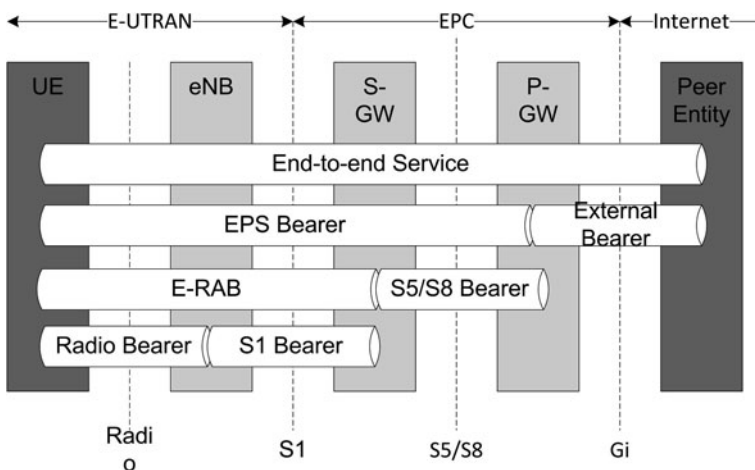 E-UTRAN EPC Internet
UE eNB S- P- Peer
GW GW Entity
End-to-end Service
EPS Bearer External
Bearer
E-RAB S5/S8 Bearer
Radio Bearer S1 Bearer
Radi S1 S5/S8 Gi
o